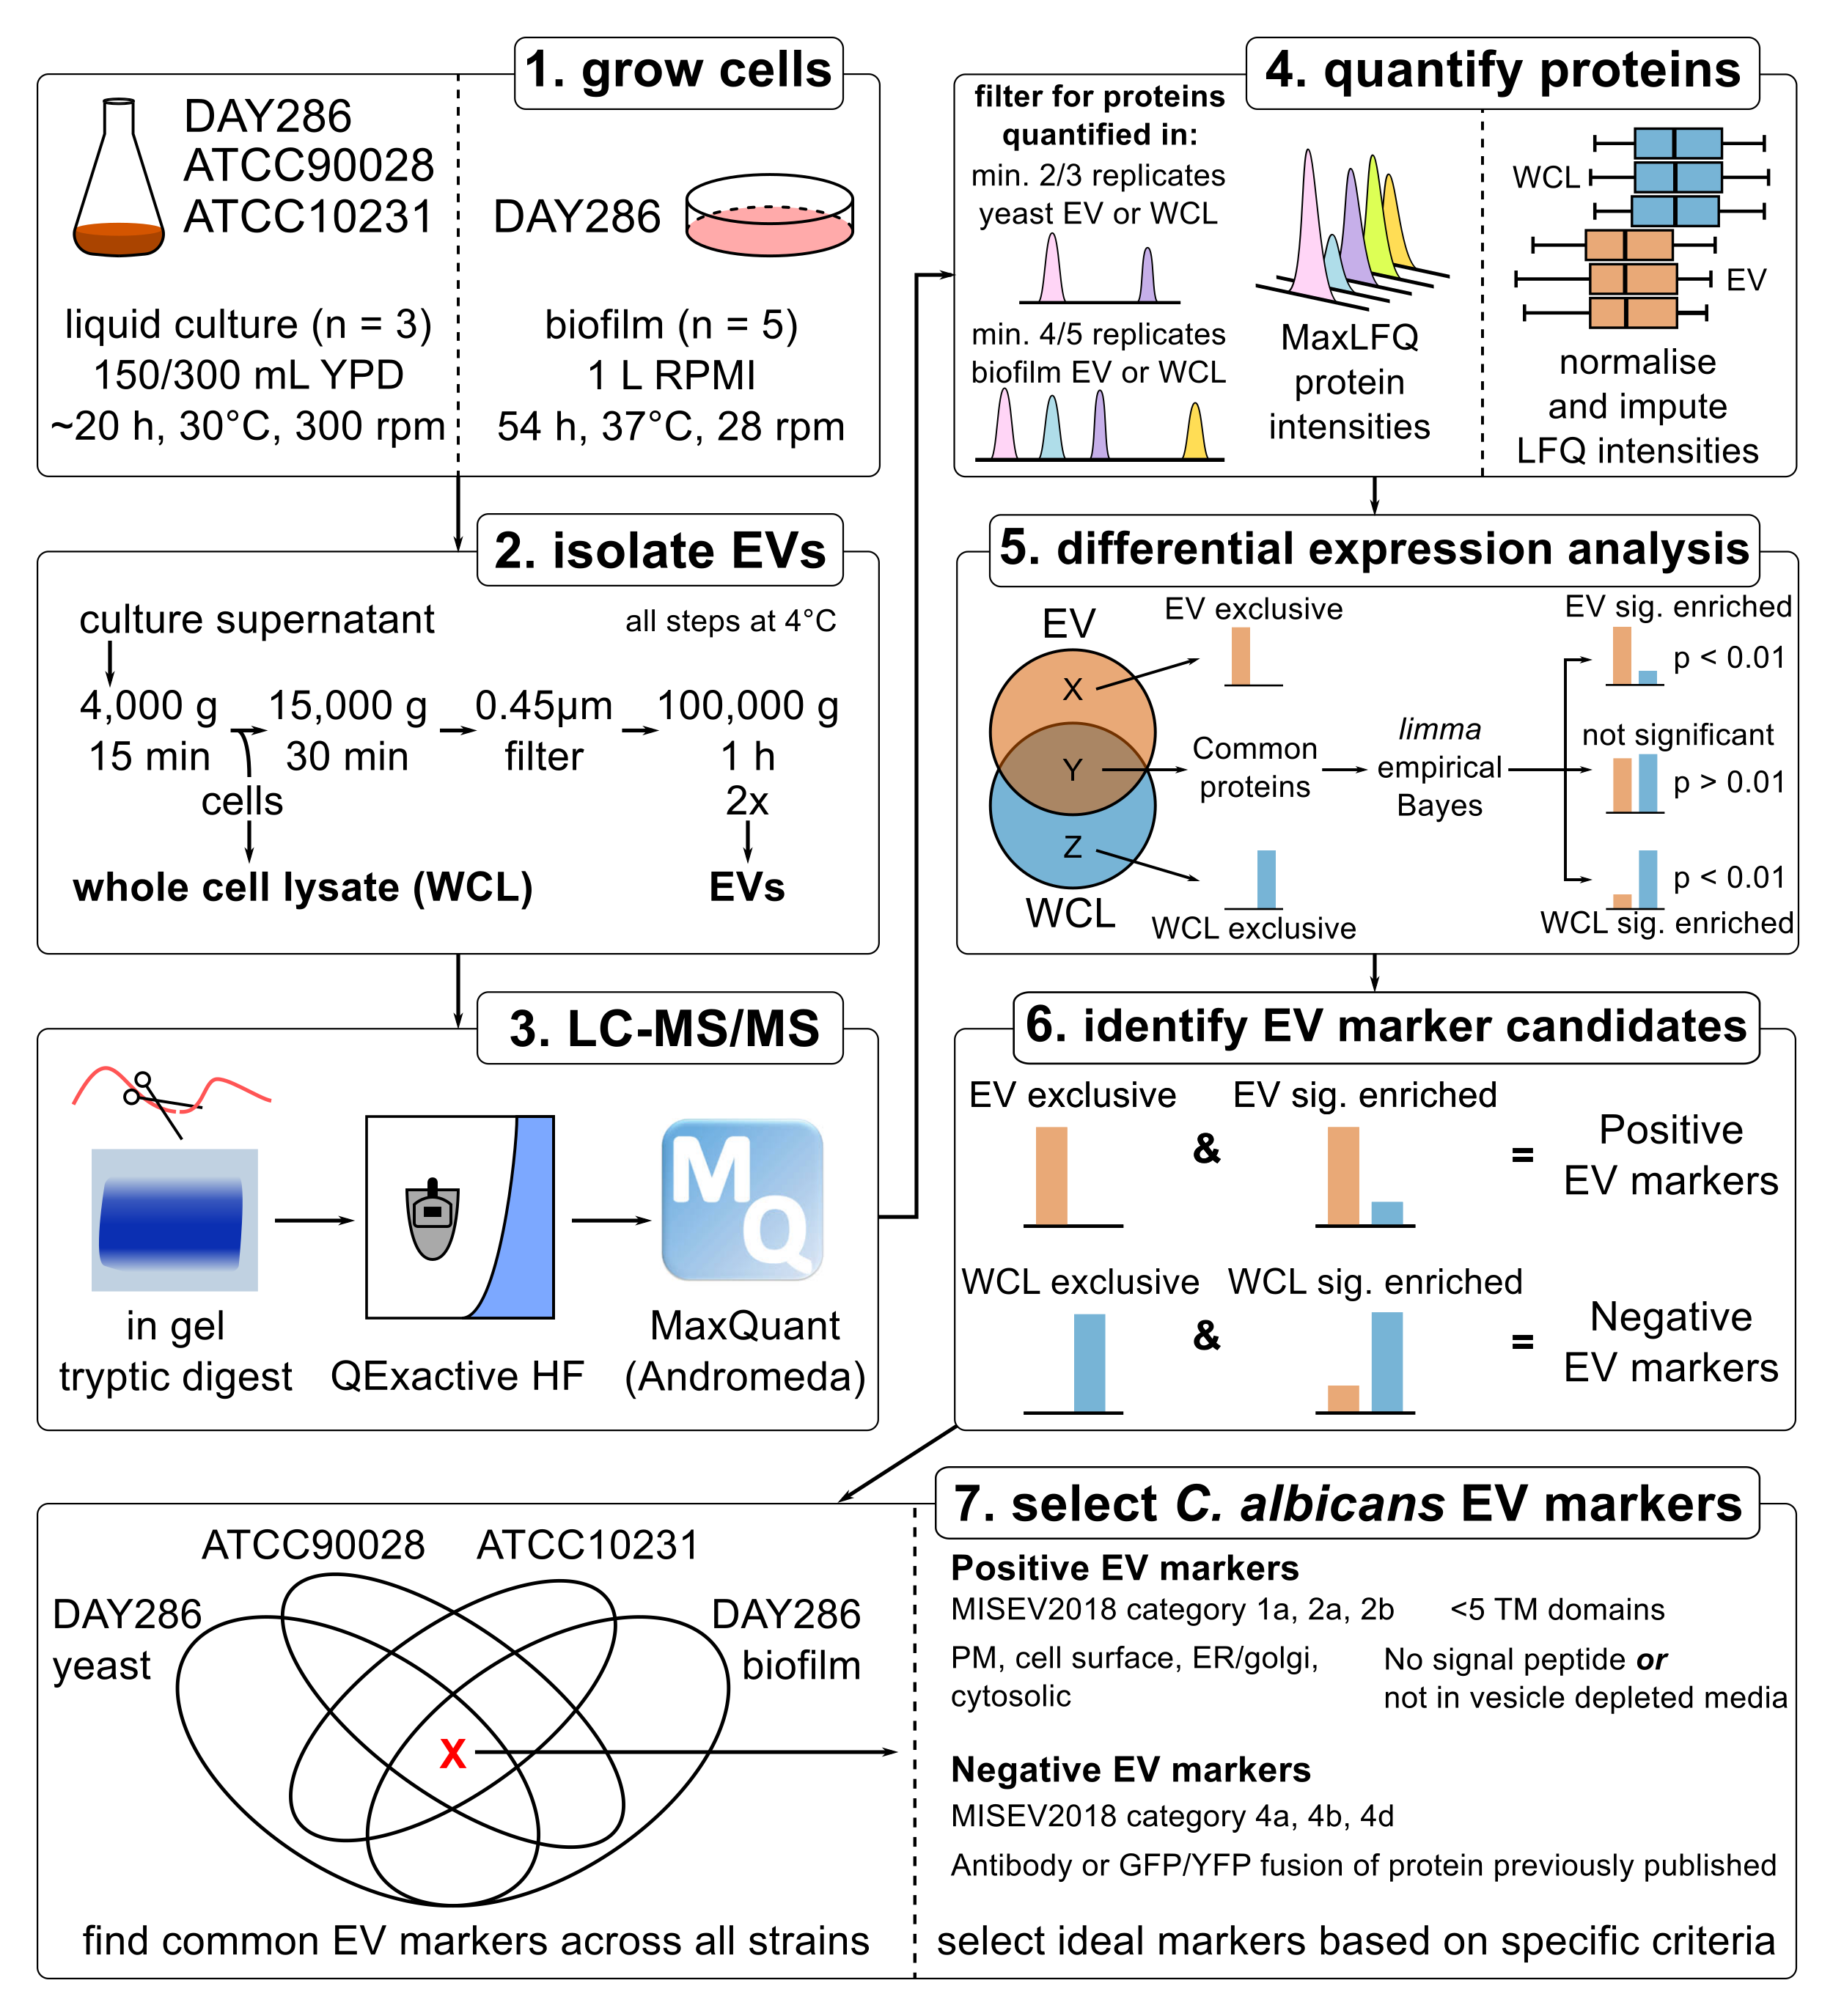 1. grow cells
DAY286
ATCC90028
ATCC10231
liquid culture (n = 3)
150/300 mL YPD
~20 h, 30°C, 300 rpm
DAY286
biofilm (n = 5)
1 L RPMI
54 h, 37°C, 28 rpm
2. isolate EVs
culture supernatant
all steps at 4°C
4,000 g
15 min
15,000 g
30 min
0.45µm
filter
100,000 g
1 h
2x
cells
whole cell lysate (WCL)
EVs
3. LC-MS/MS
in gel
tryptic digest
QExactive HF
MQ
MaxQuant
(Andromeda)
4. quantify proteins
filter for proteins
quantified in:
min. 2/3 replicates
yeast EV or WCL
min. 4/5 replicates
biofilm EV or WCL
MaxLFQ
protein
intensities
WCL
EV
normalise
and impute
LFQ intensities
5. differential expression analysis
EV
X
Y
Z
WCL
EV exclusive
Common
proteins
WCL exclusive
limma
empirical
Bayes
EV sig. enriched
p < 0.01
not significant
p > 0.01
p < 0.01
WCL sig. enriched
6. identify EV marker candidates
EV exclusive
&
EV sig. enriched
=
Positive
EV markers
WCL exclusive
&
WCL sig. enriched
=
Negative
EV markers
7. select C. albicans EV markers
ATCC90028
ATCC10231
DAY286
yeast
DAY286
biofilm
X
find common EV markers across all strains
Positive EV markers
MISEV2018 category 1a, 2a, 2b
<5 TM domains
PM, cell surface, ER/golgi,
cytosolic
No signal peptide or
not in vesicle depleted media
Negative EV markers
MISEV2018 category 4a, 4b, 4d
Antibody or GFP/YFP fusion of protein previously published
select ideal markers based on specific criteria